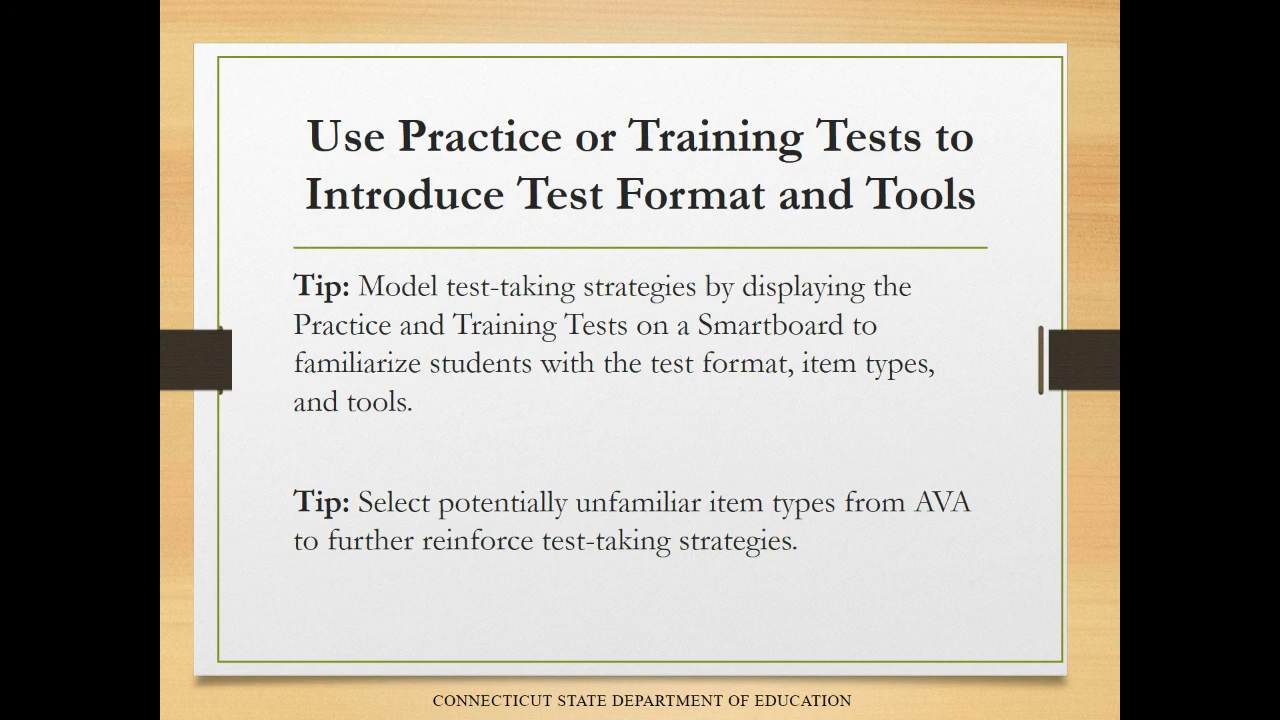 Use Practice or Training Tests to
Introduce Test Format and Tools
Tip: Model test-taking strategies by displaying the
Practice and Training Tests on a Smartboard to
familiarize students with the test format, item types,
and tools.
Tip: Select potentially unfamiliar item types from AVA
to further reinforce test-taking strategies.
CONNECTICUT STATE DEPARTMENT OF EDUCATION